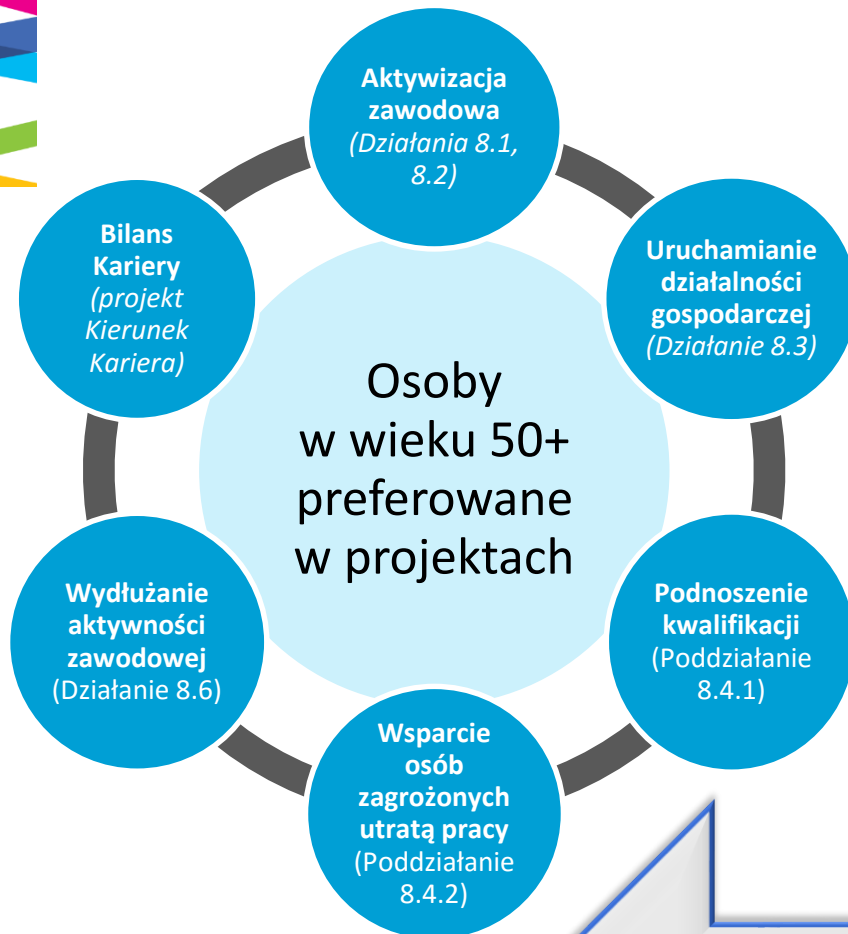 Aktywizacja
zawodowa
(Działania 8.1,
8.2)
Uruchamianie
działalności
gospodarczej
(Działanie 8.3)
Podnoszenie
kwalifikacji
(Poddziałanie
8.4.1)
Wsparcie
osób
zagrożonych
utratą pracy
(Poddziałanie
8.4.2)
Wydłużanie
aktywności
zawodowej
(Działanie 8.6)
Bilans
Kariery
(projekt
Kierunek
Kariera)
Osoby
w wieku 50+
preferowane
w projektach